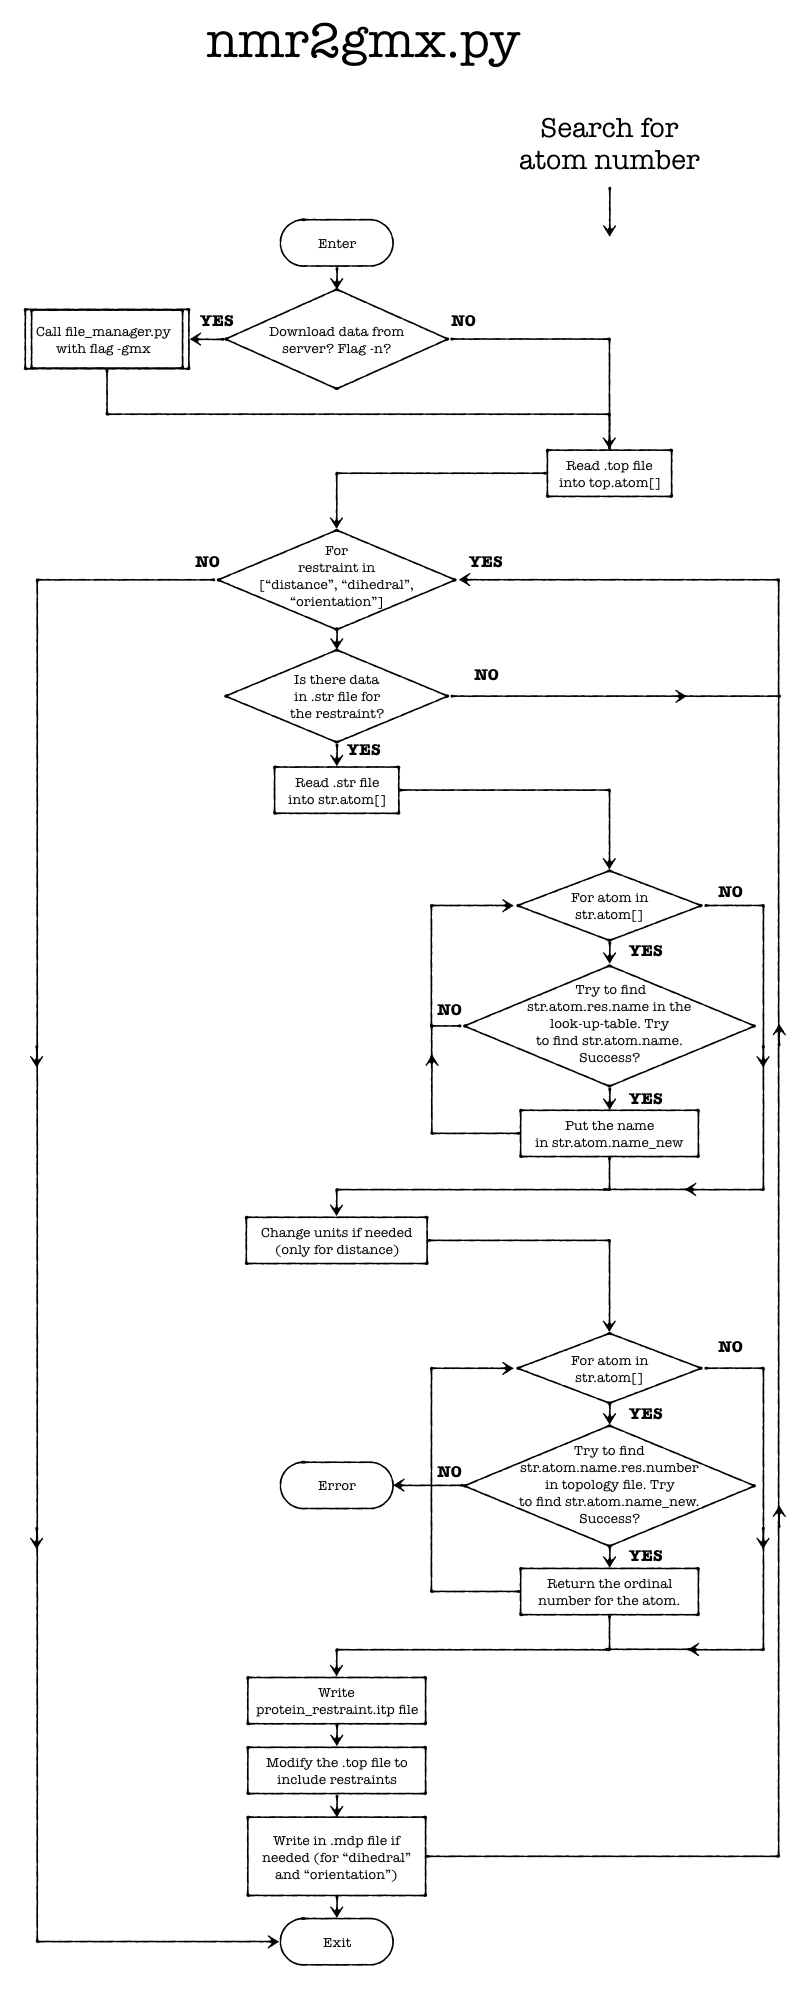 nmr2gmx.py
Search for
atom number
Enter
YES
NO
Call file_manager.py
with flag -gmx
Download data from
server? Flag -n?
Read .top file
into top.atom[]
NO
For
restraint in
[“distance”, “dihedral”,
“orientation”]
YES
Is there data
in .str file for
the restraint?
NO
YES
Read .str file
into str.atom[]
For atom in
str.atom[]
NO
YES
Try to find
str.atom.res.name in the
look-up-table. Try
to find str.atom.name.
Success?
NO
YES
Put the name
in str.atom.name_new
Change units if needed
(only for distance)
For atom in
str.atom[]
NO
YES
Try to find
str.atom.name.res.number
in topology file. Try
to find str.atom.name_new.
Success?
NO
Error
YES
Return the ordinal
number for the atom.
Write
protein_restraint.itp file
Modify the .top file to
include restraints
Write in .mdp file if
needed (for “dihedral”
and “orientation”)
Exit